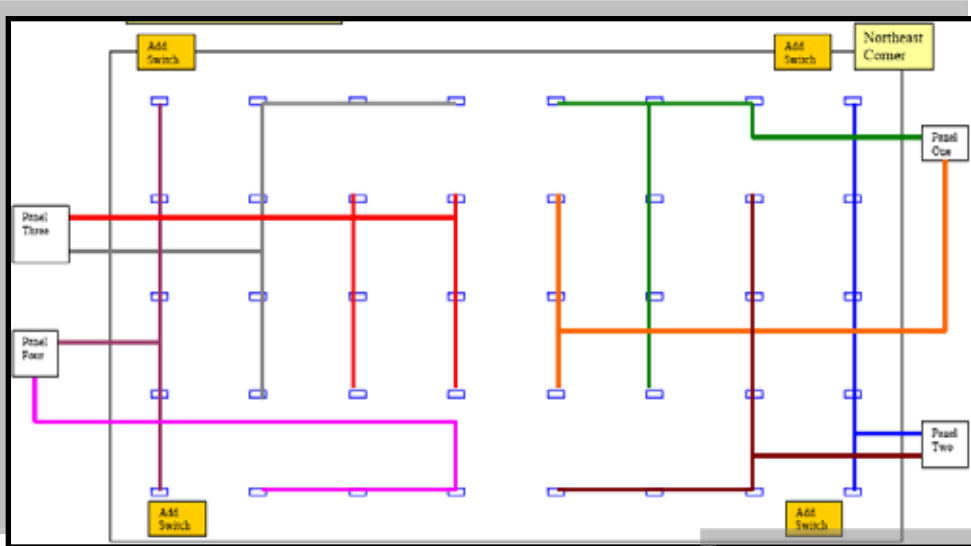 Add
Switch
Add
Switch
Northeast
Corner
Panel
One
Panel
Three
Panel
Four
Panel
Two
Add
Switch
Add
Switch